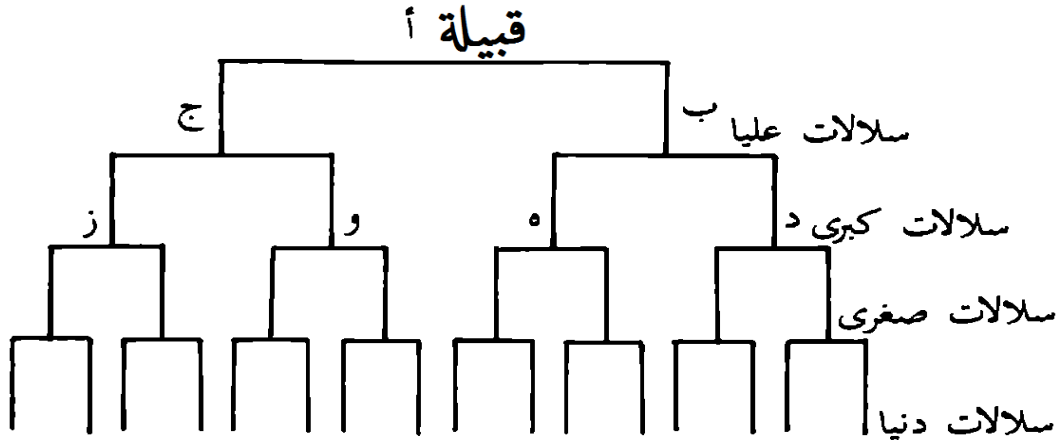 قبيلة أ
ب ج
سلالات عليا
سلالات كبرى د ه و ز
سلالات صغرى
سلالات دنيا